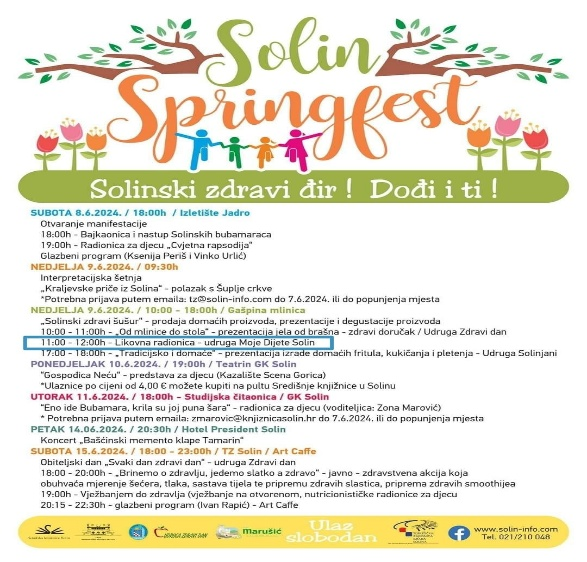 Solin
Springfest
Solinski zdravi đir ! Dođi i ti !
SUBOTA 8.6.2024. / 18:00h / Izletište Jadro
Otvaranje manifestacije
18:00h - Bajkaonica i nastup Solinskih bubamaraca
19:00h - Radionica za djecu „Cvjetna rapsodija"
Glazbeni program (Ksenija Periš i Vinko Urlić)
NEDJELJA 9.6.2024. / 09:30h
Interpretacijska šetnja
„Kraljevske priče iz Solina" - polazak s Šuplje crkve
*Potrebna prijava putem emaila: tz@solin-info.com do 7.6.2024. ili do popunjenja mjesta
NEDJELJA 9.6.2024. / 10:00 - 18:00h / Gašpina mlinica
„Solinski zdravi šušur" - prodaja domaćih proizvoda, prezentacije i degustacije proizvoda
10:00 - 11:00h - „Od mlinice do stola" - prezentacija jela od brašna - zdravi doručak / Udruga Zdravi dan
11:00 - 12:00h - Likovna radionica - udruga Moje Dijete Solin
17:00 - 18:00h - „Tradicijsko i domaće" - prezentacija izrade domaćih fritula, kukičanja i pletenja - Udruga Solinjani
PONEDJELJAK 10.6.2024. / 19:00h / Teatrin GK Solin
"Gospođica Neću" - predstava za djecu (Kazalište Scena Gorica)
*Ulaznice po cijeni od 4,00 € možete kupiti na pultu Središnje knjižnice u Solinu
UTORAK 11.6.2024. / 18:00h - Studijska čitaonica / GK Solin
"Eno ide Bubamara, krila su joj puna šara" - radionica za djecu (voditeljica: Zona Marović)
* Potrebna prijava putem emaila: zmarovic@knjiznicasolin.hr do 7.6.2024. ili do popunjenja mjesta
PETAK 14.06.2024. / 20:30h / Hotel President Solin
Koncert „Bašćinski memento klape Tamarin"
SUBOTA 15.6.2024. / 18:00 - 23:00h / TZ Solin / Art Caffe
Obiteljski dan „Svaki dan zdravi dan" - udruga Zdravi dan
18:00 - 20:00h - „Brinemo o zdravlju, jedemo slatko a zdravo" - javno - zdravstvena akcija koja
obuhvaća mjerenje šećera, tlaka, sastava tijela te pripremu zdravih slastica, priprema zdravih smoothija
19:00h - Vježbanjem do zdravlja (vježbanje na otvorenom, nutricionističke radionice za djecu
20:15 - 22:30h - glazbeni program (Ivan Rapić) - Art Caffe
UDRUGA ZDRAVI DAN
Marušić
Ulaz
slobodan
www.solin-info.com
Tel. 021/210 048